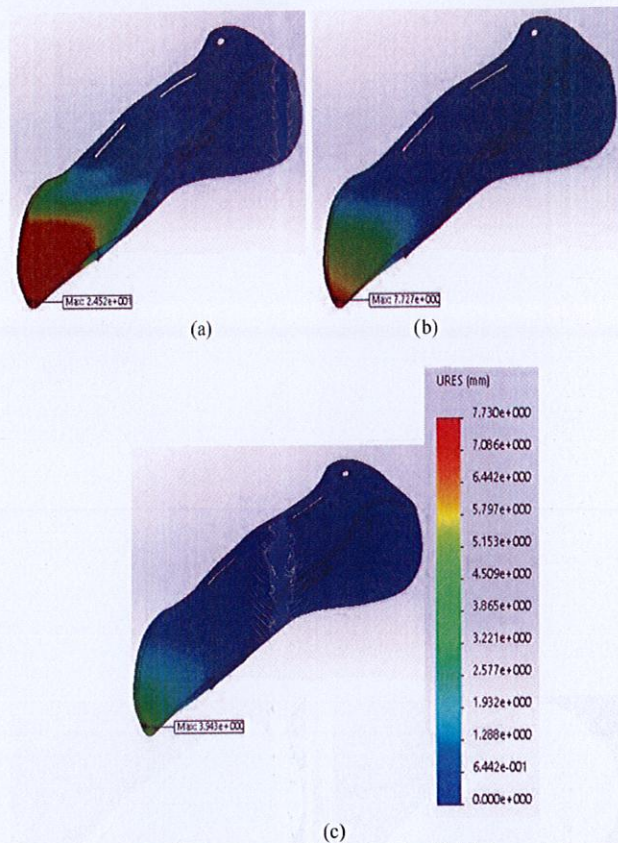 Max: 2.452e+001
Max: 7.727e+000
(a)
(b)
URES (mm)
7.730e+000
7.086e+000
6.442e+000
5.797e+000
5.153e+000
4.509e+000
3.865e+000
3.221e+000
2.577e+000
1.932e+000
1.288e+000
6.442e-001
0.000e+000
Max: 3.943e+000
(c)